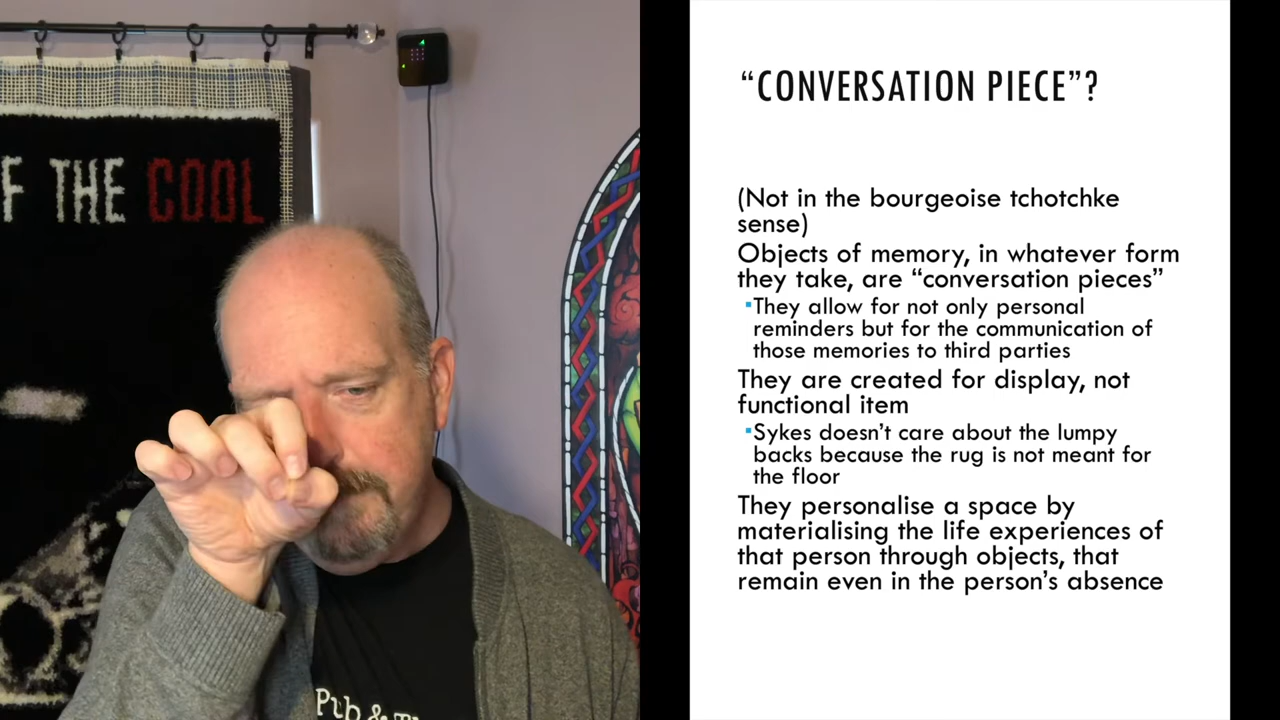 F THE COOL
Pub &
"CONVERSATION PIECE"?
(Not in the bourgeoise tchotchke
sense)
Objects of memory, in whatever form
they take, are "conversation pieces"
▪They allow for not only personal
reminders but for the communication of
those memories to third parties
They are created for display, not
functional item
▪Sykes doesn't care about the lumpy
backs because the rug is not meant for
the floor
They personalise a space by
materialising the life experiences of
that person through objects, that
remain even in the person's absence